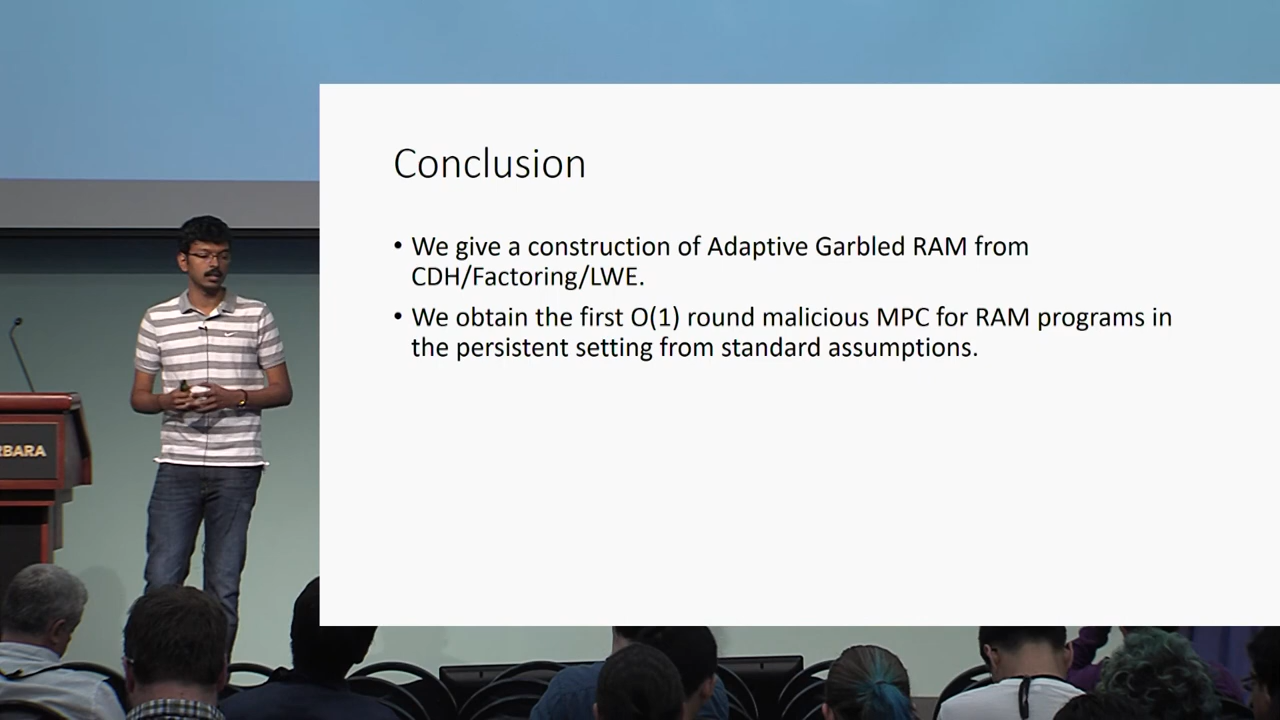 Conclusion
• We give a construction of Adaptive Garbled RAM from
CDH/Factoring/LWE.
• We obtain the first O(1) round malicious MPC for RAM programs in
the persistent setting from standard assumptions.
RBARA